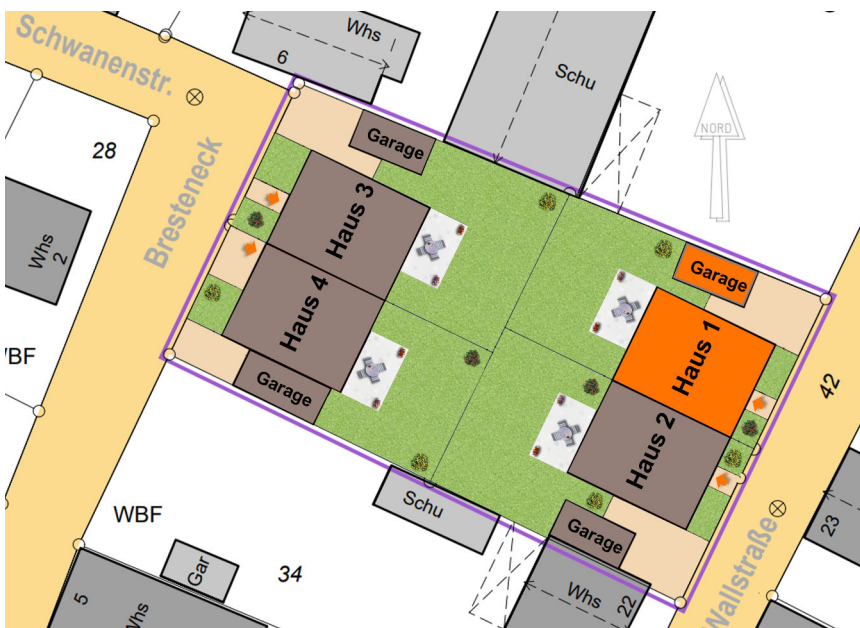 Schwanenstr.
Whs
6
Schu
NORD
28
Garage
Bresteneck
Haus 3
Whs
2
Garage
Haus 4
Haus 1
WBF
42
Garage
Haus 2
Schu
WBF
Garage
23
Gar
34
Whs
22
Wallstraße
5
Whs